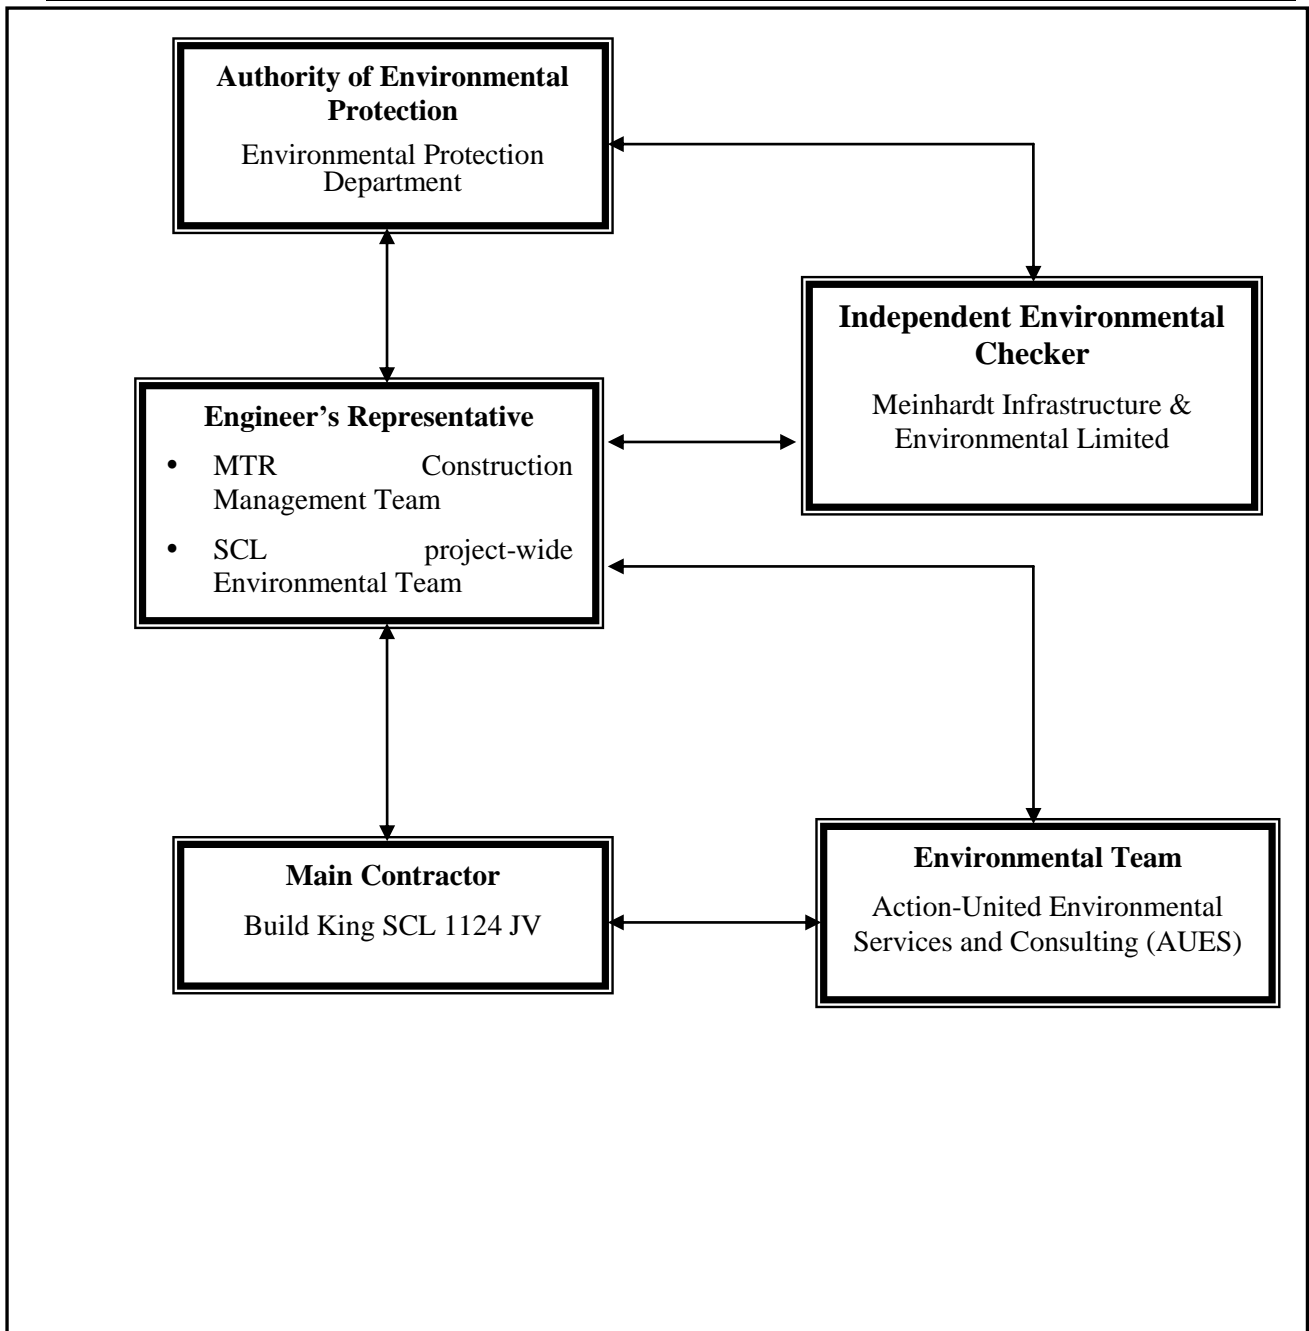 Authority of Environmental
Protection
Environmental Protection
Department
Independent Environmental
Checker
Meinhardt Infrastructure &
Environmental Limited
Engineer’s Representative
• MTR Construction
Management Team
• SCL project-wide
Environmental Team
Main Contractor
Build King SCL 1124 JV
Environmental Team
Action-United Environmental
Services and Consulting (AUES)